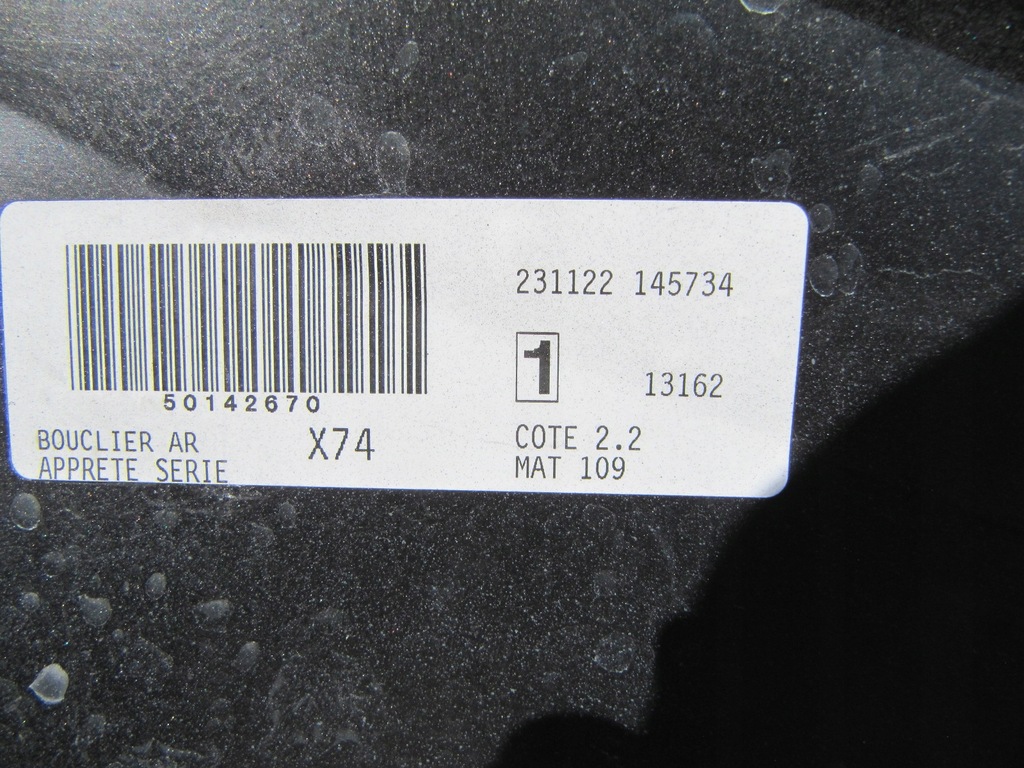 50142670
BOUCLIER AR X74
APPRETE SERIE
231122 145734
1 13162
COTE 2.2
MAT 109